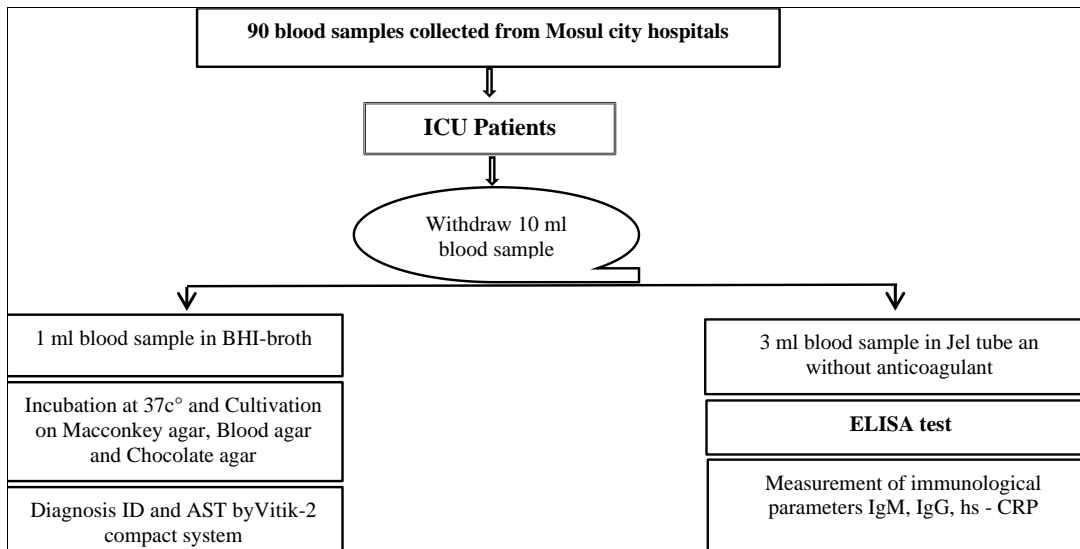 90 blood samples collected from Mosul city hospitals
ICU Patients
Withdraw 10 ml
blood sample
1 ml blood sample in BHI-broth
Incubation at 37c° and Cultivation
on Macconkey agar, Blood agar
and Chocolate agar
Diagnosis ID and AST byVitik-2
compact system
3 ml blood sample in Jel tube an
without anticoagulant
ELISA test
Measurement of immunological
parameters IgM, IgG, hs - CRP